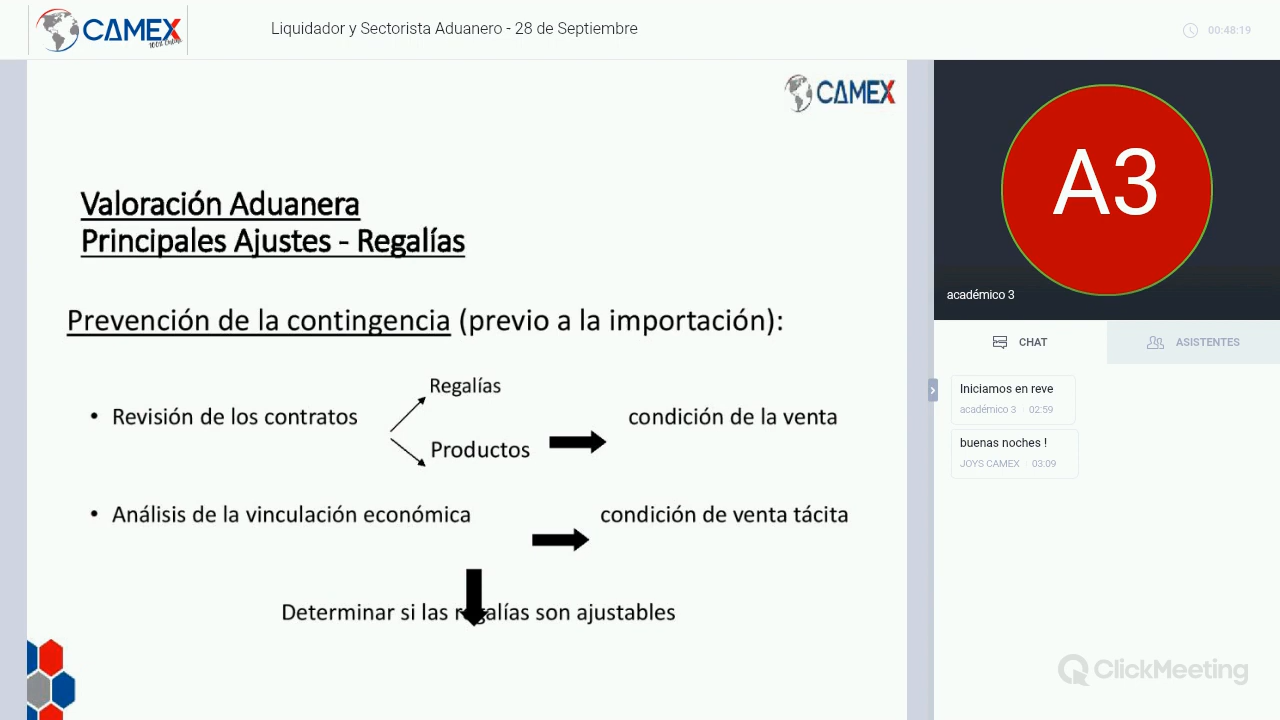 CAMEX
100% Online
Liquidador y Sectorista Aduanero - 28 de Septiembre
00:48:19
CAMEX
Valoración Aduanera
Principales Ajustes - Regalías
Prevención de la contingencia (previo a la importación):
Regalías
• Revisión de los contratos
condición de la venta
Productos
• Análisis de la vinculación económica
condición de venta tácita
Determinar si las regalías son ajustables
A3
académico 3
CHAT
ASISTENTES
Iniciamos en reve
académico 3 02:59
buenas noches !
JOYS CAMEX 03:09
ClickMeeting